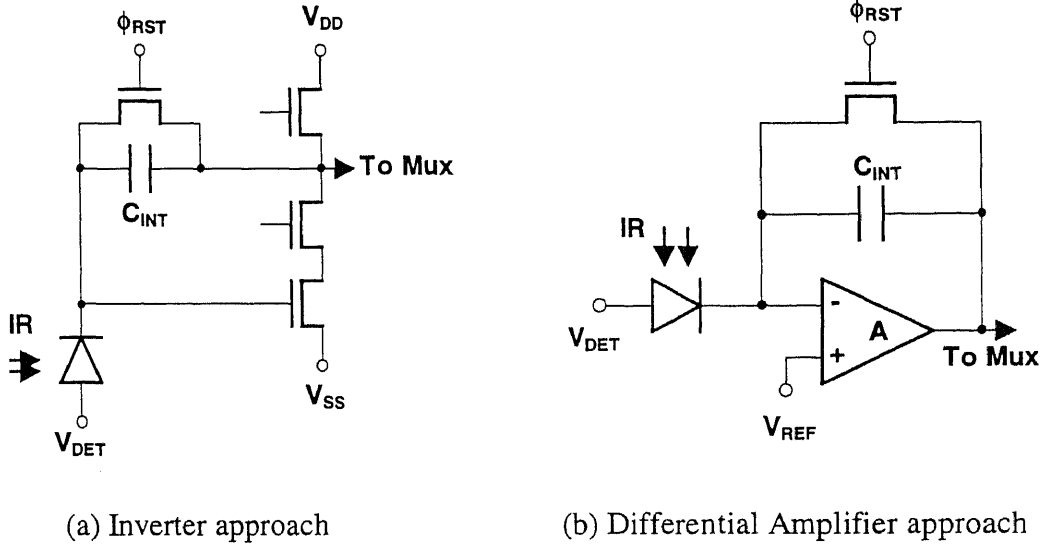 ϕRST
VDD
To Mux
CINT
IR
VDET
VSS
(a) Inverter approach
ϕRST
CINT
IR
VDET
-
A
+
To Mux
VREF
(b) Differential Amplifier approach